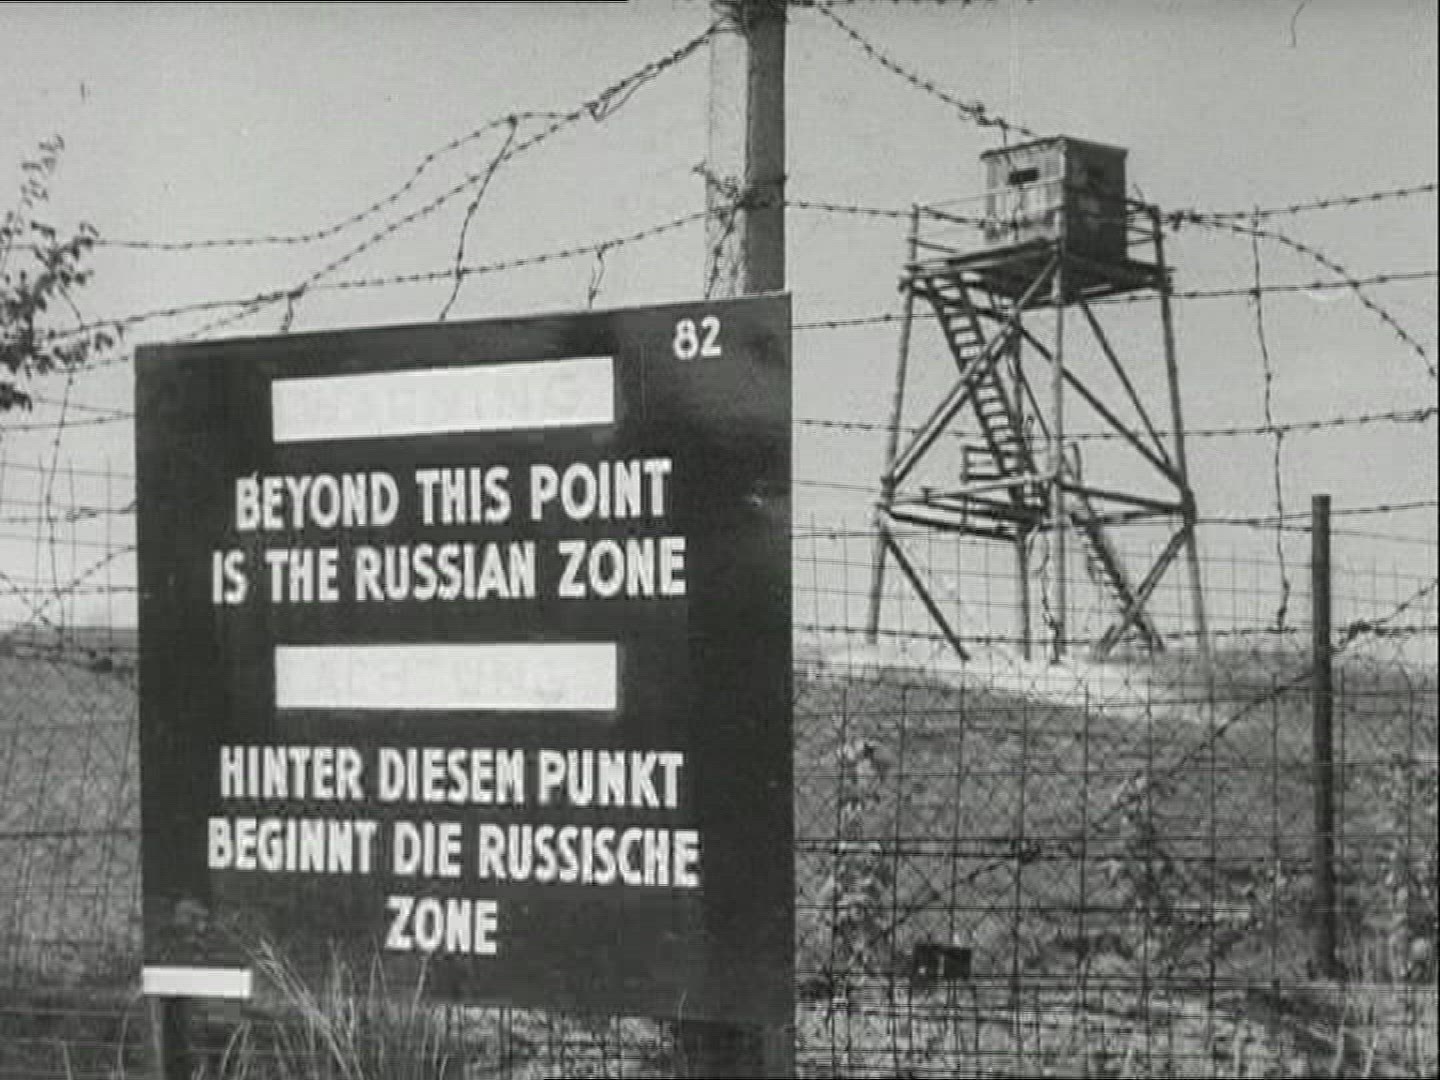 82
BEYOND THIS POINT
IS THE RUSSIAN ZONE
HINTER DIESEM PUNKT
BEGINNT DIE RUSSISCHE
ZONE